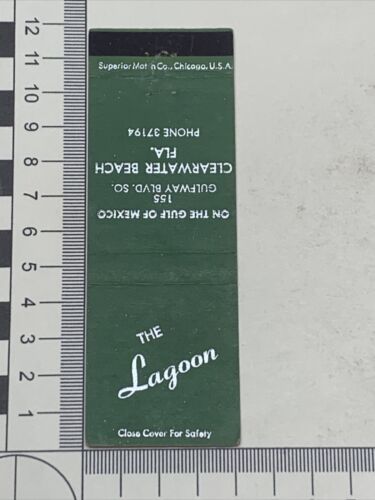 Superior Match Co., Chicago, U.S.A.
ON THE GULF OF MEXICO
155
GULFWAY BLVD. SO.
CLEARWATER BEACH
FLA.
PHONE 37194
THE
Lagoon
Close Cover For Safety
12
11
10
9
8
7
6
5
4
3
2
1